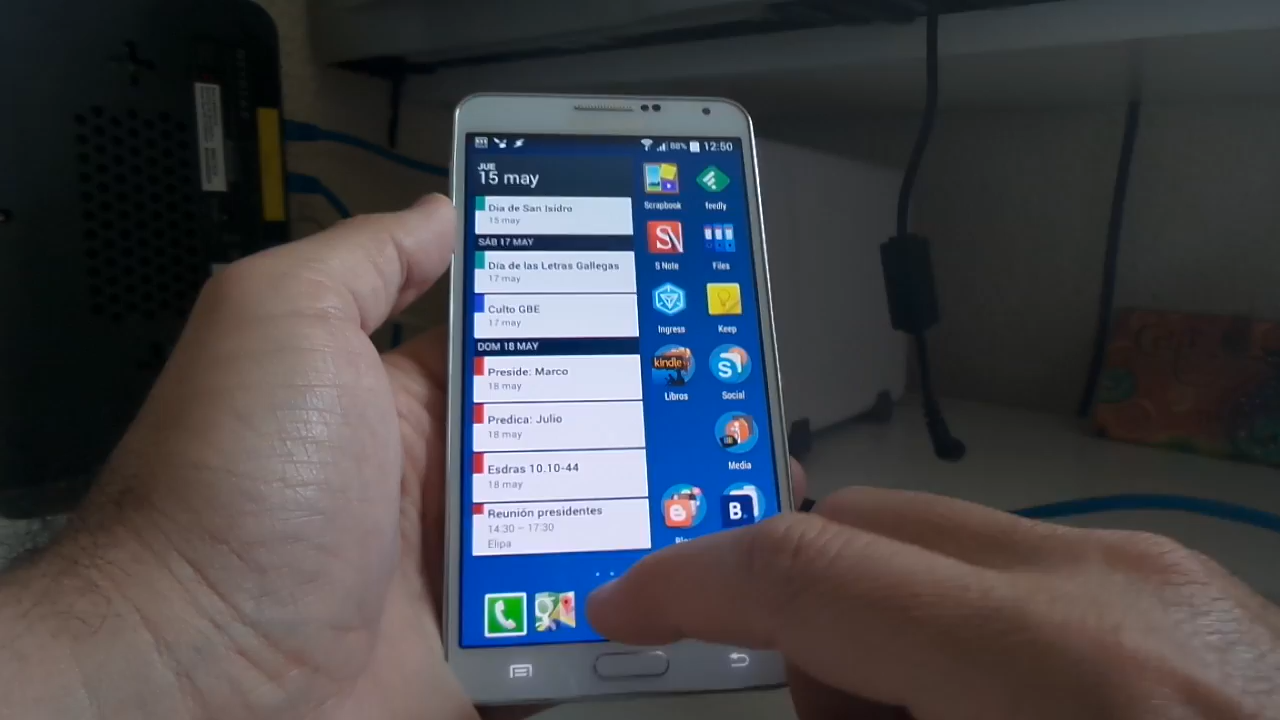 88% 12:50
JUE
15 may
Día de San Isidro
15 may
SÁB 17 MAY
Día de las Letras Gallegas
17 may
Culto GBE
17 may
DOM 18 MAY
Preside: Marco
18 may
Predica: Julio
18 may
Esdras 10.10-44
18 may
Reunión presidentes
14:30 – 17:30
Elipa
Scrapbook
feedly
S Note
Files
Ingress
Keep
kindle
Libros
Social
Media
B.